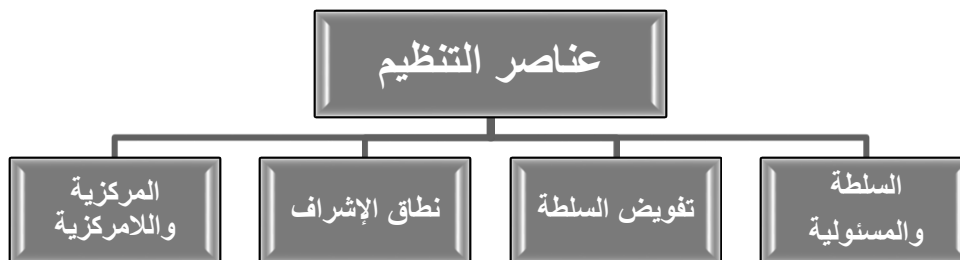 عناصر التنظيم
السلطة
والمسئولية
تفويض السلطة
نطاق الإشراف
المركزية
واللامركزية